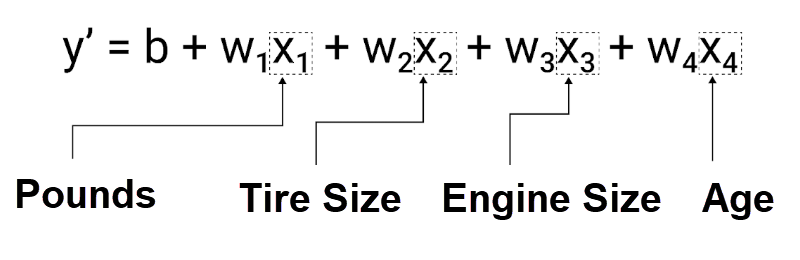 y' = b + w₁x₁ + w₂x₂ + w₃x₃ + w₄x₄
Pounds Tire Size Engine Size Age